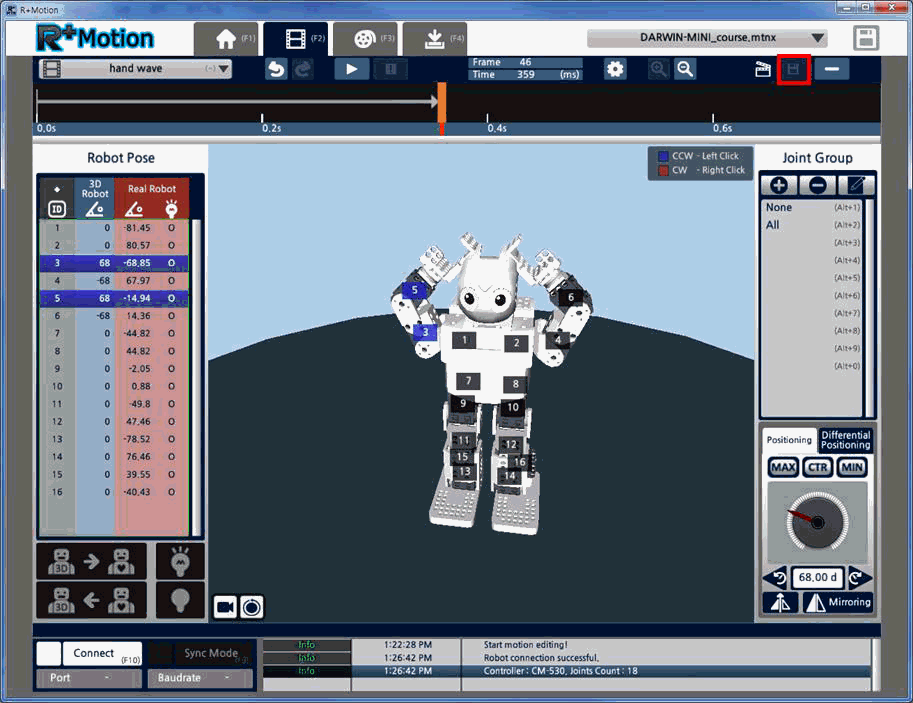 R+Motion
R+Motion
(F1)
(F2)
(F3)
(F4)
DARWIN-MINI_course.mtnx
hand wave (-)
Frame 46
Time 359 (ms)
0.0s 0.2s 0.4s 0.6s
Robot Pose
ID 3D Robot Real Robot
1 0 -81.45 O
2 0 80.57 O
3 68 -68.85 O
4 -68 67.97 O
5 68 -14.94 O
6 -68 14.36 O
7 0 -44.82 O
8 0 44.82 O
9 0 -2.05 O
10 0 0.88 O
11 0 -49.8 O
12 0 47.46 O
13 0 -78.52 O
14 0 76.46 O
15 0 39.55 O
16 0 -40.43 O
3D
3D
CCW - Left Click
CW - Right Click
5
6
3
4
1
2
7
8
9
10
11
12
15
16
13
14
Joint Group
None (Alt+1)
All (Alt+2)
(Alt+3)
(Alt+4)
(Alt+5)
(Alt+6)
(Alt+7)
(Alt+8)
(Alt+9)
(Alt+0)
Positioning
Differential
Positioning
MAX CTR MIN
68.00 d
Mirroring
Connect (F10)
Sync Mode
Port -
Baudrate -
Info 1:22:28 PM Start motion editing!
Info 1:26:42 PM Robot connection successful.
Info 1:26:42 PM Controller : CM-530, Joints Count : 18